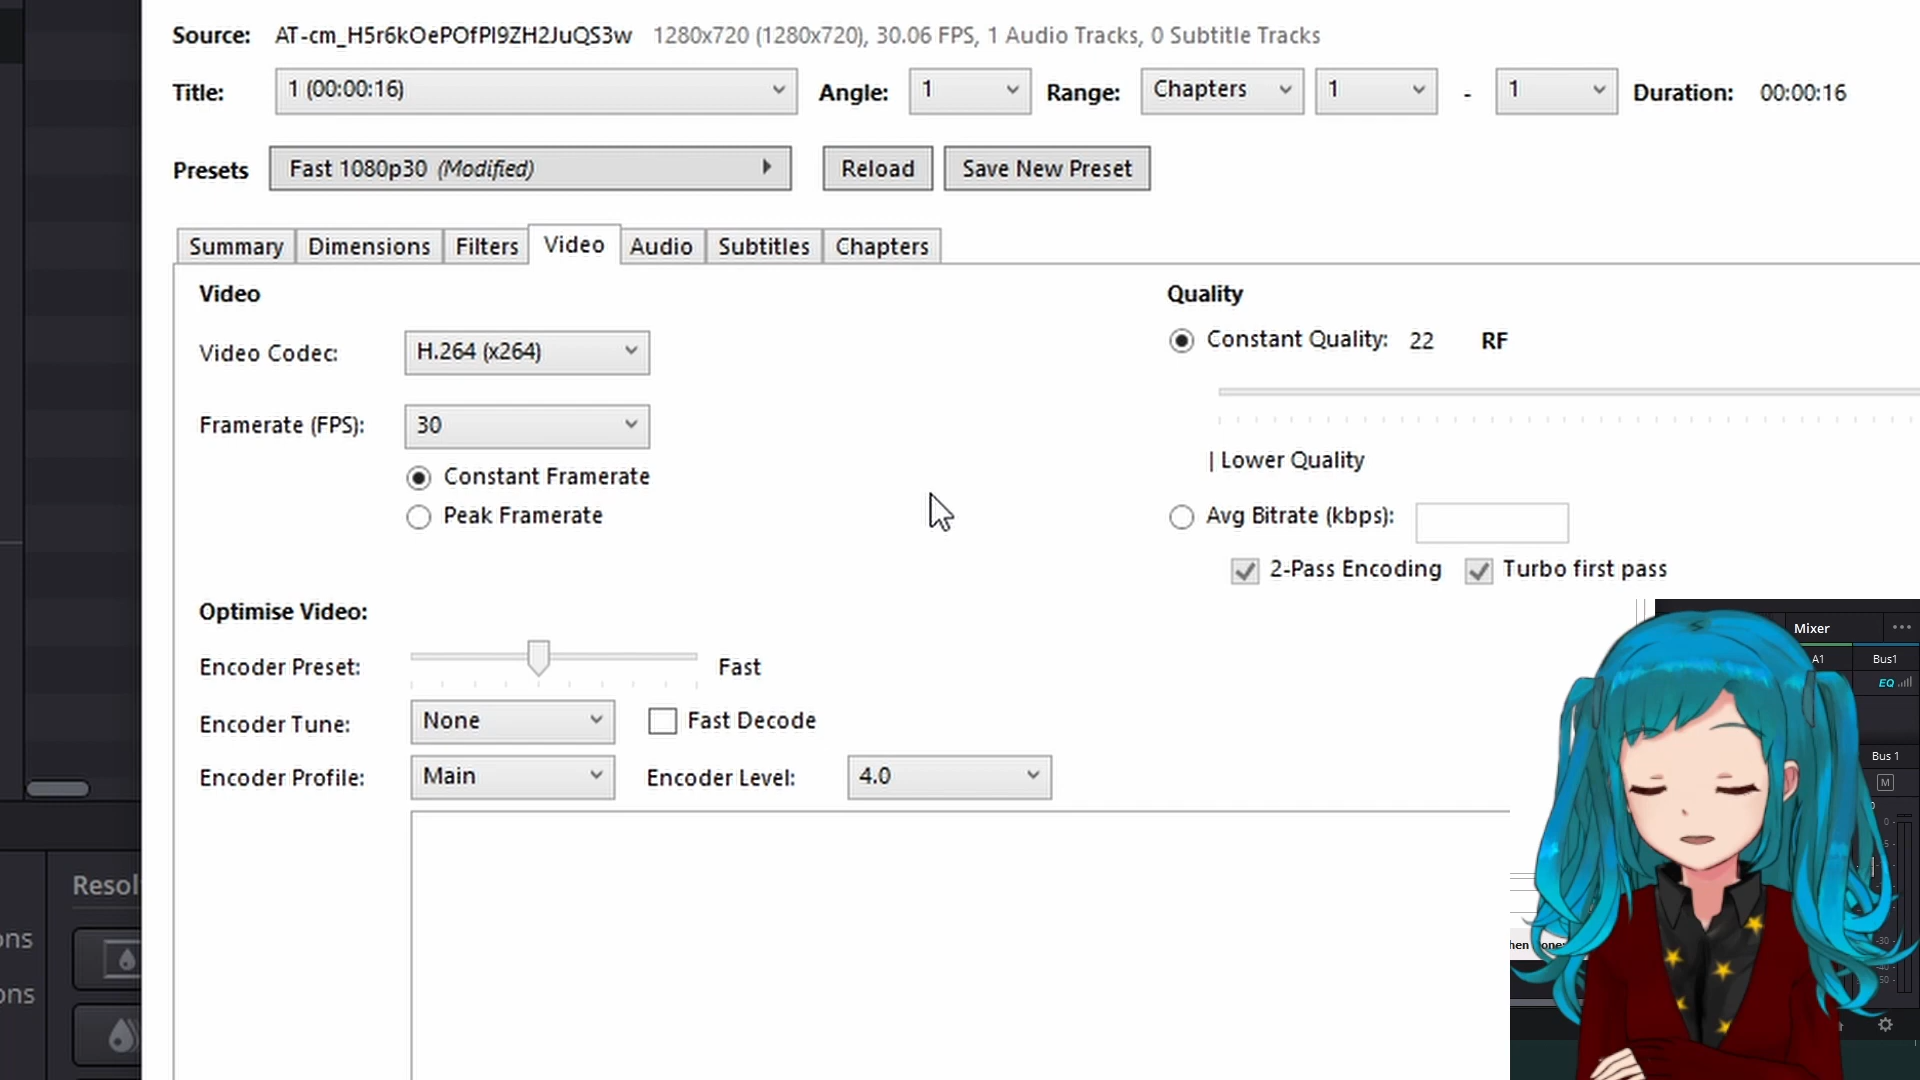 Source: AT-cm_H5r6kOePOfPI9ZH2JuQS3w 1280x720 (1280x720), 30.06 FPS, 1 Audio Tracks, 0 Subtitle Tracks
Title: 1 (00:00:16) Angle: 1 Range: Chapters 1 - 1 Duration: 00:00:16
Presets Fast 1080p30 (Modified) Reload Save New Preset
Summary Dimensions Filters Video Audio Subtitles Chapters
Video
Quality
Video Codec: H.264 (x264)
Constant Quality: 22 RF
Framerate (FPS): 30
| Lower Quality
Constant Framerate
Peak Framerate
Avg Bitrate (kbps):
2-Pass Encoding Turbo first pass
Optimise Video:
Encoder Preset: Fast
Encoder Tune: None Fast Decode
Encoder Profile: Main Encoder Level: 4.0
Mixer
A1 Bus1
EQ
Bus 1
M
Resol
ons
ons
-30